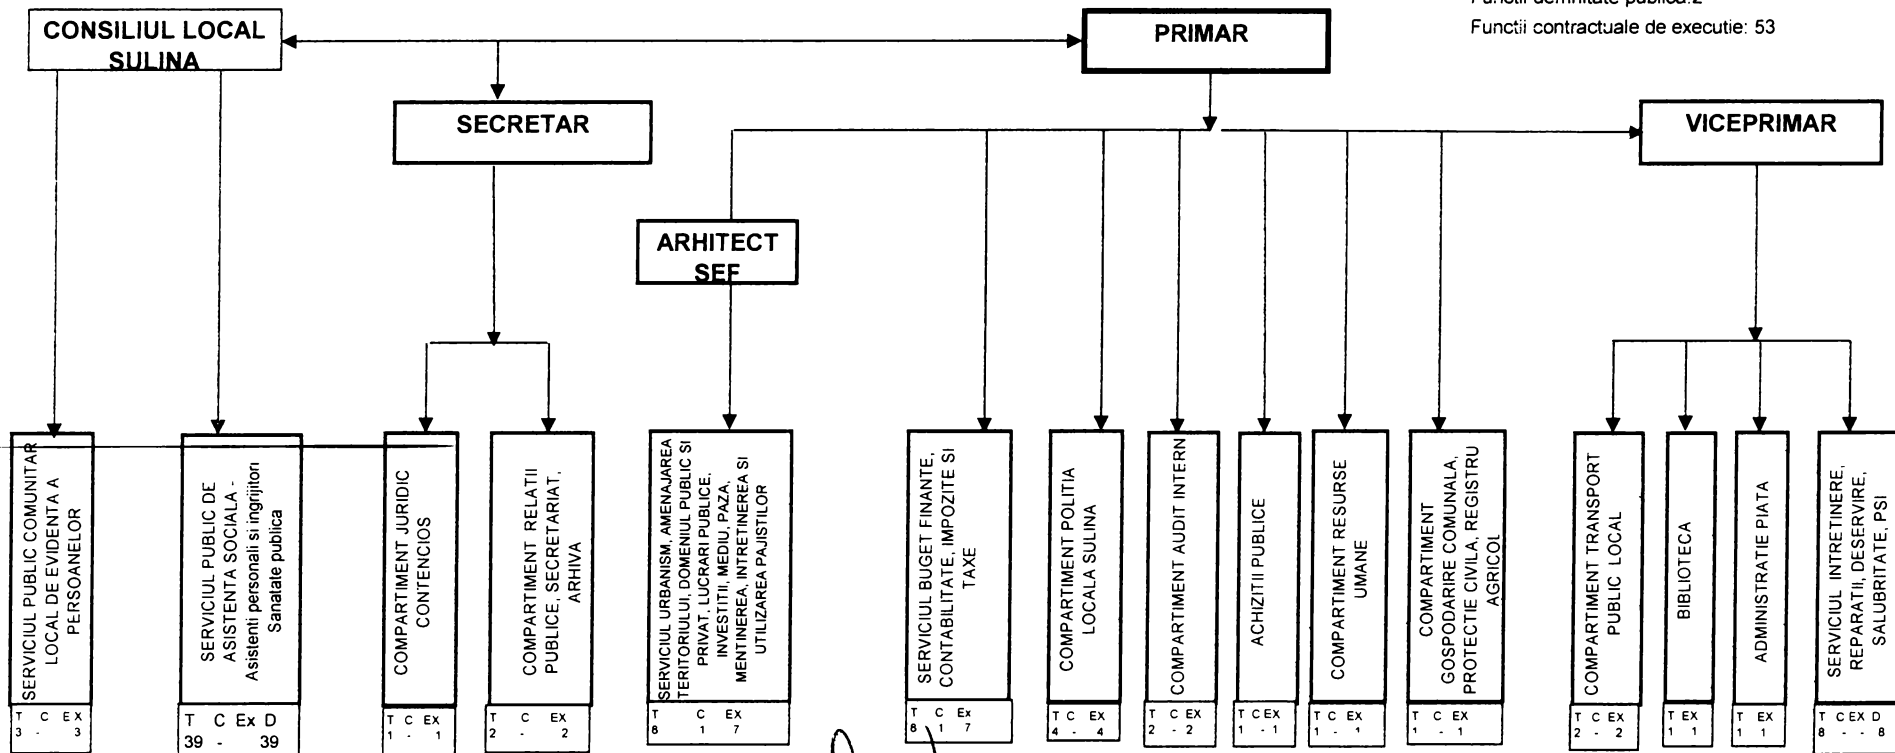 Functii demnitate publica:2
Functii contractuale de executie: 53
CONSILIUL LOCAL
SULINA
PRIMAR
SECRETAR
VICEPRIMAR
ARHITECT
SEF
SERVICIUL PUBLIC COMUNITAR
LOCAL DE EVIDENTA A
PERSOANELOR
T C EX
3 - 3
SERVICIUL PUBLIC DE
ASISTENTA SOCIALA -
Asistenti personali si ingrijitori
Sanatate publica
T C Ex D
39 - 39
COMPARTIMENT JURIDIC
CONTENCIOS
T C EX
1 - 1
COMPARTIMENT RELATII
PUBLICE, SECRETARIAT,
ARHIVA
T C EX
2 - 2
SERVICIUL URBANISM, AMENAJAREA
TERITORIULUI, DOMENIUL PUBLIC SI
PRIVAT, LUCRARI PUBLICE,
INVESTITII, MEDIU, PAZA,
MENTINEREA, INTRETINEREA SI
UTILIZAREA PAJISTILOR
T C EX
8 1 7
SERVICIUL BUGET FINANTE,
CONTABILITATE, IMPOZITE SI
TAXE
T C Ex
8 1 7
COMPARTIMENT POLITIA
LOCALA SULINA
T C EX
4 - 4
COMPARTIMENT AUDIT INTERN
T C EX
2 - 2
ACHIZITII PUBLICE
T C EX
1 - 1
COMPARTIMENT RESURSE
UMANE
T C EX
1 - 1
COMPARTIMENT
GOSPODARIRE COMUNALA,
PROTECTIE CIVILA, REGISTRU
AGRICOL
T C EX
1 - 1
COMPARTIMENT TRANSPORT
PUBLIC LOCAL
T C EX
2 - 2
BIBLIOTECA
T EX
1 1
ADMINISTRATIE PIATA
T EX
1 1
SERVICIUL INTRETINERE,
REPARATII, DESERVIRE,
SALUBRITATE, PSI
T C EX D
8 - - 8